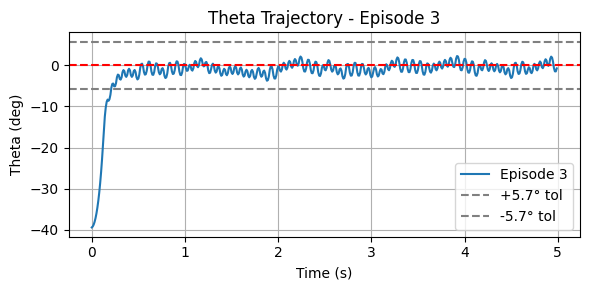 Theta Trajectory - Episode 3
Theta (deg)
0
−10
−20
−30
−40
Episode 3
+5.7° tol
-5.7° tol
0
1
2
3
4
5
Time (s)